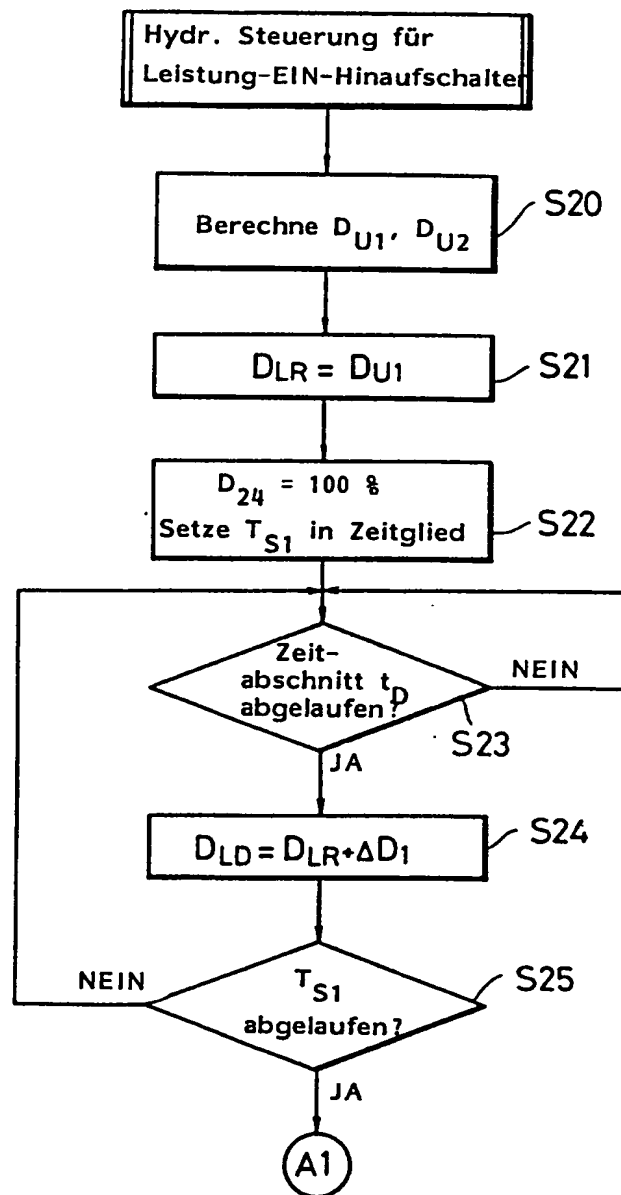 Hydr. Steuerung für
Leistung-EIN-Hinaufschalten
Berechne D_U1, D_U2
S20
D_LR = D_U1
S21
D_24 = 100 %
Setze T_S1 in Zeitglied
S22
Zeit-
abschnitt t_D
abgelaufen?
NEIN
S23
JA
D_LD = D_LR + ΔD_1
S24
T_S1
abgelaufen?
NEIN
S25
JA
A1